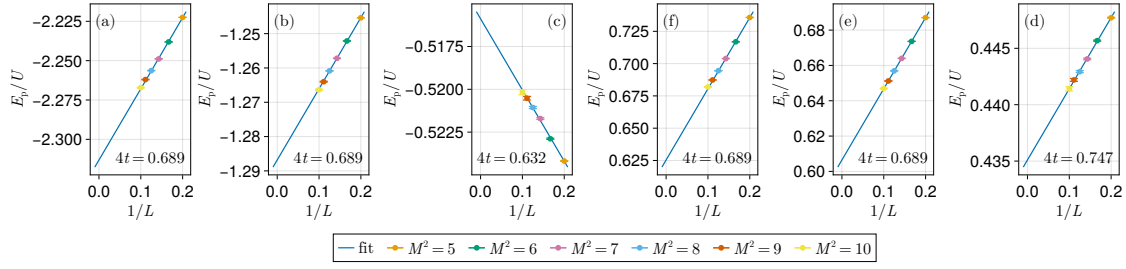 (a)
E_p/U
−2.225
−2.250
−2.275
−2.300
4t=0.689
0.0 0.1 0.2
1/L
(b)
E_p/U
−1.25
−1.26
−1.27
−1.28
−1.29
4t=0.689
0.0 0.1 0.2
1/L
(c)
E_p/U
−0.5175
−0.5200
−0.5225
4t=0.632
0.0 0.1 0.2
1/L
(f)
E_p/U
0.725
0.700
0.675
0.650
0.625
4t=0.689
0.0 0.1 0.2
1/L
(e)
E_p/U
0.68
0.66
0.64
0.62
0.60
4t=0.689
0.0 0.1 0.2
1/L
(d)
E_p/U
0.445
0.440
0.435
4t=0.747
0.0 0.1 0.2
1/L
fit M²=5 M²=6 M²=7 M²=8 M²=9 M²=10